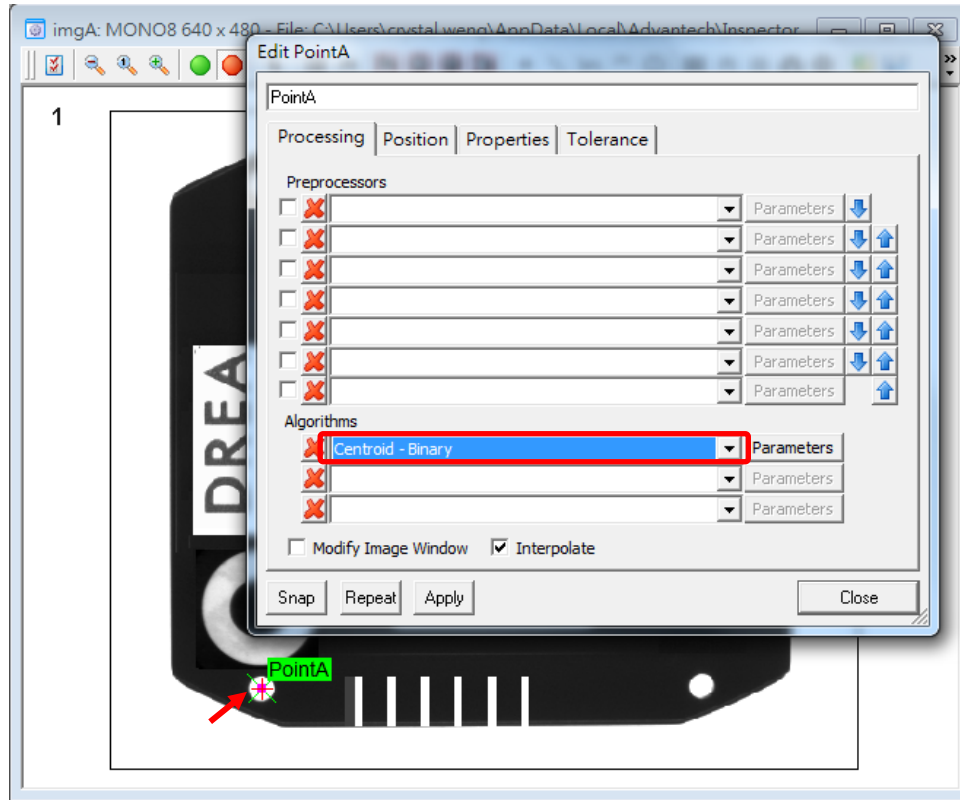 imgA: MONO8 640 x 480 - File: C:\Users\crystal.weng\AppData\Local\Advantech\Inspector
Edit PointA
PointA
1
Processing Position Properties Tolerance
Preprocessors
Parameters
Parameters
Parameters
Parameters
Parameters
Parameters
Parameters
Algorithms
Centroid - Binary Parameters
Parameters
Parameters
DREA
Modify Image Window Interpolate
Snap Repeat Apply Close
PointA